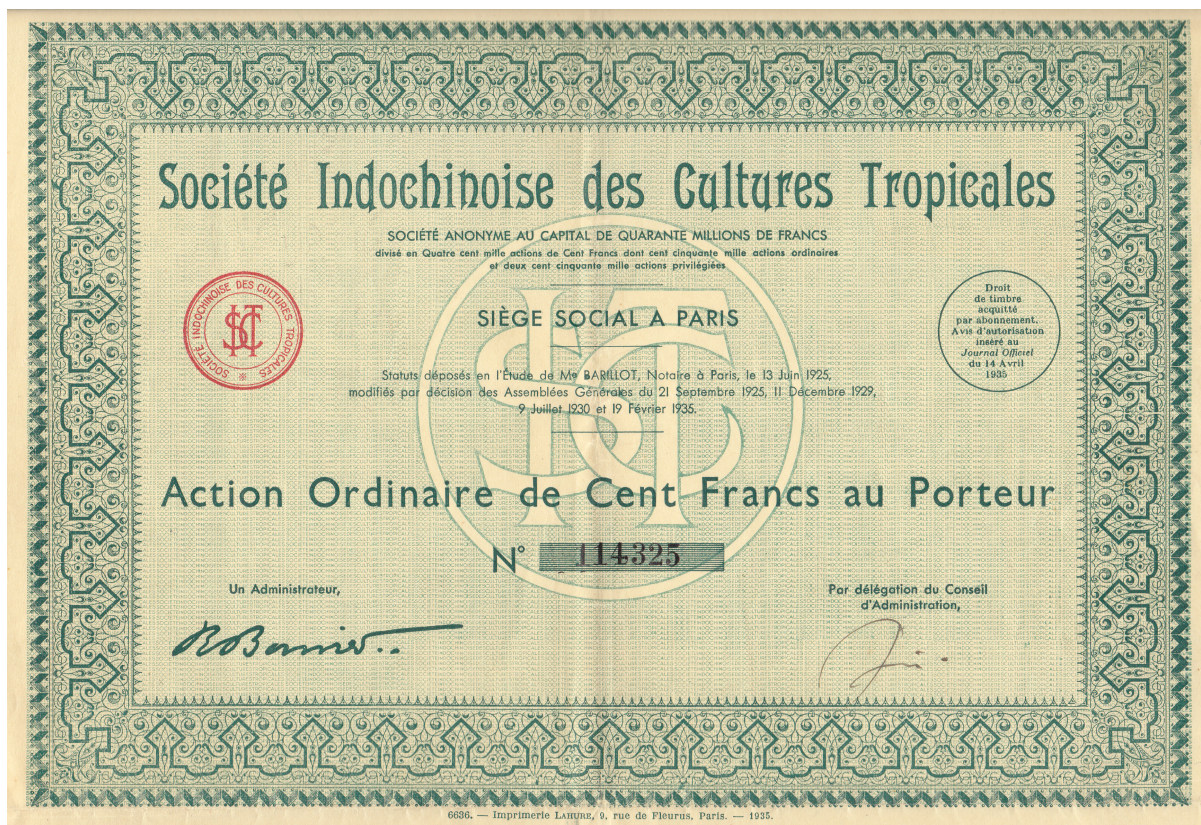 Société Indochinoise des Cultures Tropicales
SOCIÉTÉ ANONYME AU CAPITAL DE QUARANTE MILLIONS DE FRANCS
divisé en Quatre cent mille actions de Cent Francs dont cent cinquante mille actions ordinaires
et deux cent cinquante mille actions privilégiées
SOCIÉTÉ INDOCHINOISE DES CULTURES TROPICALES
SICT
Droit
de timbre
acquitté
par abonnement.
Avis d'autorisation
inséré au
Journal Officiel
du 14 Avril
1935
SIÈGE SOCIAL A PARIS
Statuts déposés en l'Étude de Me BARILLOT, Notaire à Paris, le 13 Juin 1925,
modifiés par décision des Assemblées Générales du 21 Septembre 1925, 11 Décembre 1929,
9 Juillet 1930 et 19 Février 1935.
SICT
Action Ordinaire de Cent Francs au Porteur
N° 114325
Un Administrateur,
Par délégation du Conseil
d'Administration,
6636. — Imprimerie LAHURE, 9, rue de Fleurus, Paris. — 1935.